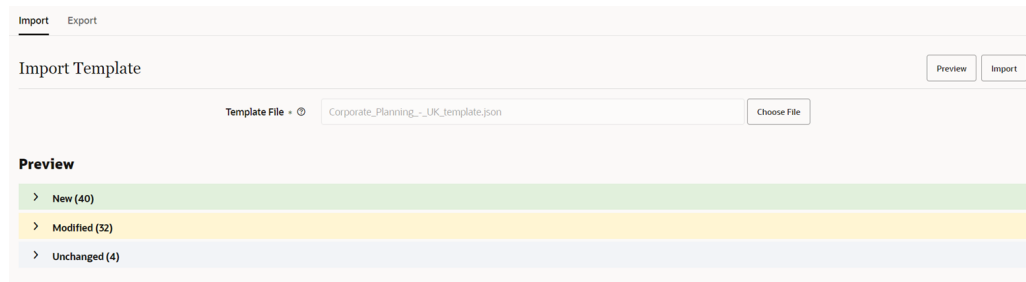 Import Export
Import Template
Preview Import
Template File * ? Corporate_Planning_-_UK_template.json Choose File
Preview
> New (40)
> Modified (32)
> Unchanged (4)